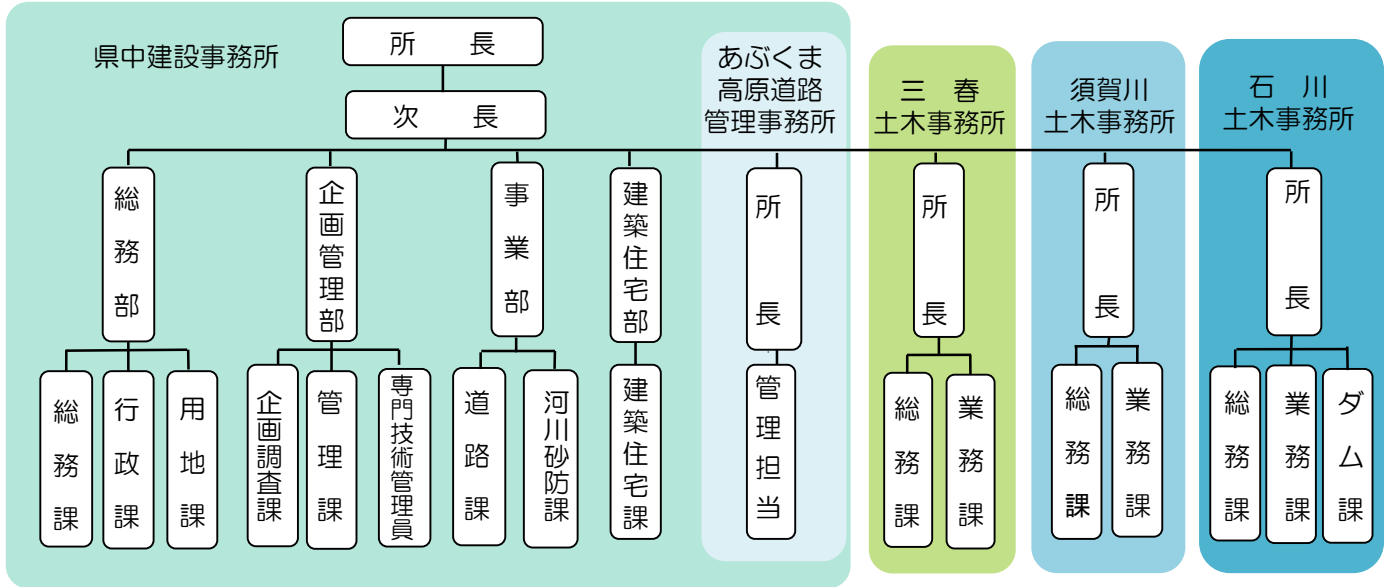 県中建設事務所
所　長
次　長
あぶくま
高原道路
管理事務所
三　春
土木事務所
須賀川
土木事務所
石　川
土木事務所
総務部
企画管理部
事業部
建築住宅部
所長
所長
所長
所長
総務課
行政課
用地課
企画調査課
管理課
専門技術管理員
道路課
河川砂防課
建築住宅課
管理担当
総務課
業務課
総務課
業務課
総務課
業務課
ダム課